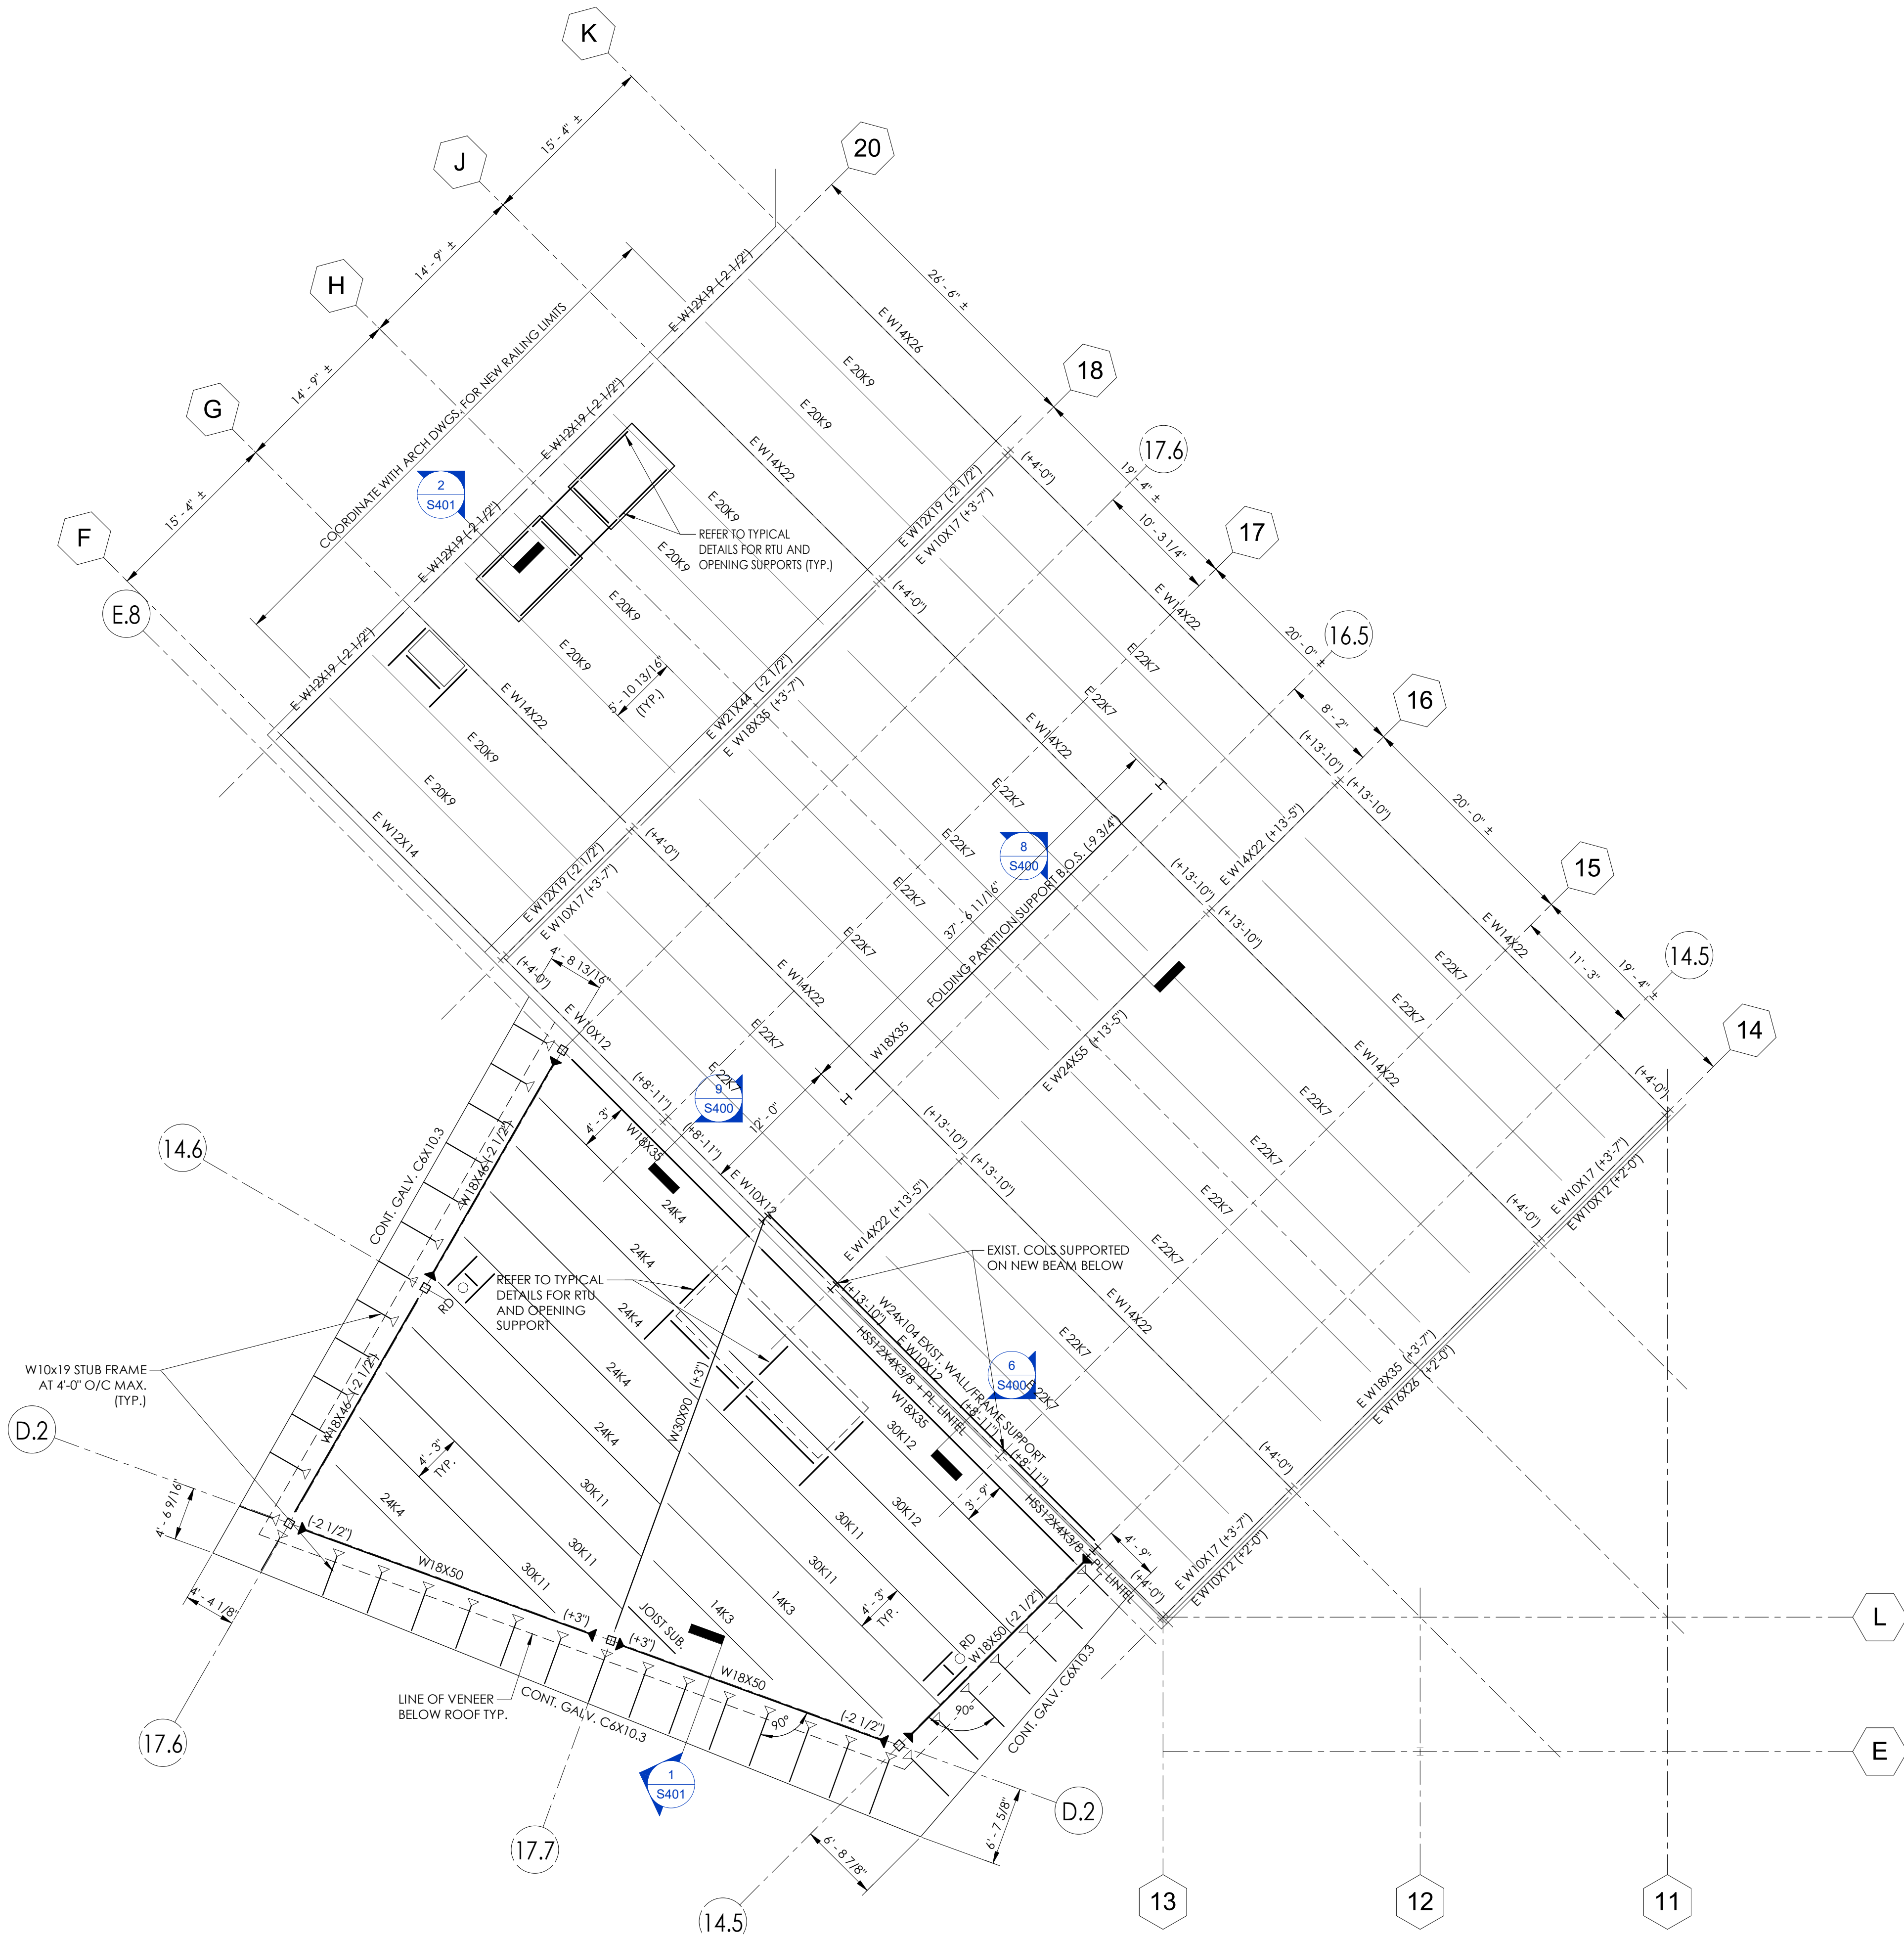 K
J
20
H
G
F
E.8
18
17.6
17
16.5
16
15
14.5
14
15' - 4" ±
14' - 9" ±
14' - 9" ±
15' - 4" ±
26' - 6" ±
19' - 4" ±
10' - 3 1/4"
20' - 0" ±
8' - 2"
20' - 0" ±
11' - 3"
19' - 4" ±
COORDINATE WITH ARCH DWGS. FOR NEW RAILING LIMITS
E W12X19 (-2 1/2")
E W12X19 (-2 1/2")
E W12X19 (-2 1/2")
E W12X19 (-2 1/2")
E W14X26
E 20K9
E 20K9
E W14X22
2
S401
E 20K9
E 20K9
REFER TO TYPICAL
DETAILS FOR RTU AND
OPENING SUPPORTS (TYP.)
E 20K9
E 20K9
5' - 10 13/16"
(TYP.)
E W14X22
E 20K9
E 20K9
E W12X14
E W12X19 (-2 1/2")
E W10X17 (+3'-7")
E W21X44 (-2 1/2")
E W18X35 (+3'-7")
E W12X19 (-2 1/2")
E W10X17 (+3'-7")
(+4'-0")
(+4'-0")
(+4'-0")
(+4'-0")
E W14X22
E 22K7
E 22K7
E W14X22
E 22K7
E 22K7
E 22K7
E 22K7
E W14X22
E 22K7
E 22K7
8
S400
37' - 6 11/16"
FOLDING PARTITION SUPPORT B.O.S. (-9 3/4")
W18X35
12' - 0"
9
S400
(+13'-10")
(+13'-10")
E W14X22 (+13'-5")
(+13'-10")
(+13'-10")
E W24X55 (+13'-5")
(+13'-10")
(+13'-10")
E W14X22 (+13'-5")
(+13'-10")
E W14X22
E 22K7
E 22K7
E W14X22
E 22K7
E 22K7
E 22K7
E 22K7
E W14X22
E 22K7
E 22K7
(+4'-0")
(+4'-0")
(+4'-0")
(+4'-0")
E W10X17 (+3'-7")
E W10X12 (+2'-0")
E W18X35 (+3'-7")
E W16X26 (+2'-0")
E W10X17 (+3'-7")
E W10X12 (+2'-0")
4' - 8 13/16"
E W10X12
(+8'-11")
(+8'-11")
E W10X12
EXIST. COLS SUPPORTED
ON NEW BEAM BELOW
W24x104 EXIST. WALL/FRAME SUPPORT
E W10X12
HSS12X4X3/8 + PL. LINTEL
(+8'-11")
(+8'-11")
HSS12X4X3/8 + PL. LINTEL
6
S400
W18X35
W18X35
4' - 3"
3' - 9"
4' - 9"
14.6
CONT. GALV. C6X10.3
W18X46 (-2 1/2")
W18X46 (-2 1/2")
RD
REFER TO TYPICAL
DETAILS FOR RTU
AND OPENING
SUPPORT
24K4
24K4
24K4
24K4
24K4
24K4
W30X90 (+3")
30K12
30K12
30K11
30K11
30K11
30K11
30K11
14K3
14K3
JOIST SUB.
4' - 3"
TYP.
4' - 3"
TYP.
W10x19 STUB FRAME
AT 4'-0" O/C MAX.
(TYP.)
D.2
4' - 6 9/16"
4' - 4 1/8"
(-2 1/2")
W18X50
(+3")
(+3")
W18X50
(-2 1/2")
W18X50 (-2 1/2")
RD
90°
90°
LINE OF VENEER
BELOW ROOF TYP.
CONT. GALV. C6X10.3
CONT. GALV. C6X10.3
1
S401
17.6
17.7
14.5
D.2
6' - 7 5/8"
6' - 8 7/8"
L
E
13
12
11